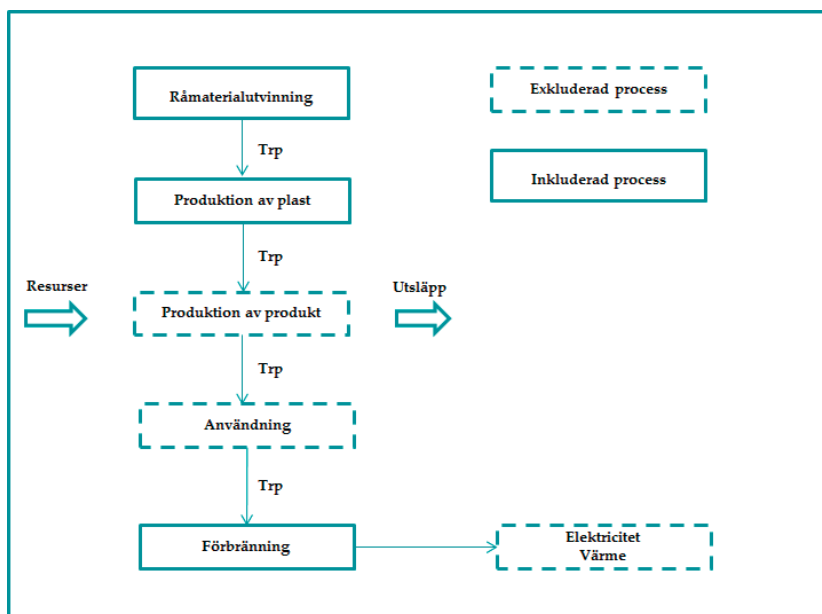 Råmaterialutvinning
Exkluderad process
Trp
Inkluderad process
Produktion av plast
Trp
Resurser
Utsläpp
Produktion av produkt
Trp
Användning
Trp
Förbränning
Elektricitet
Värme